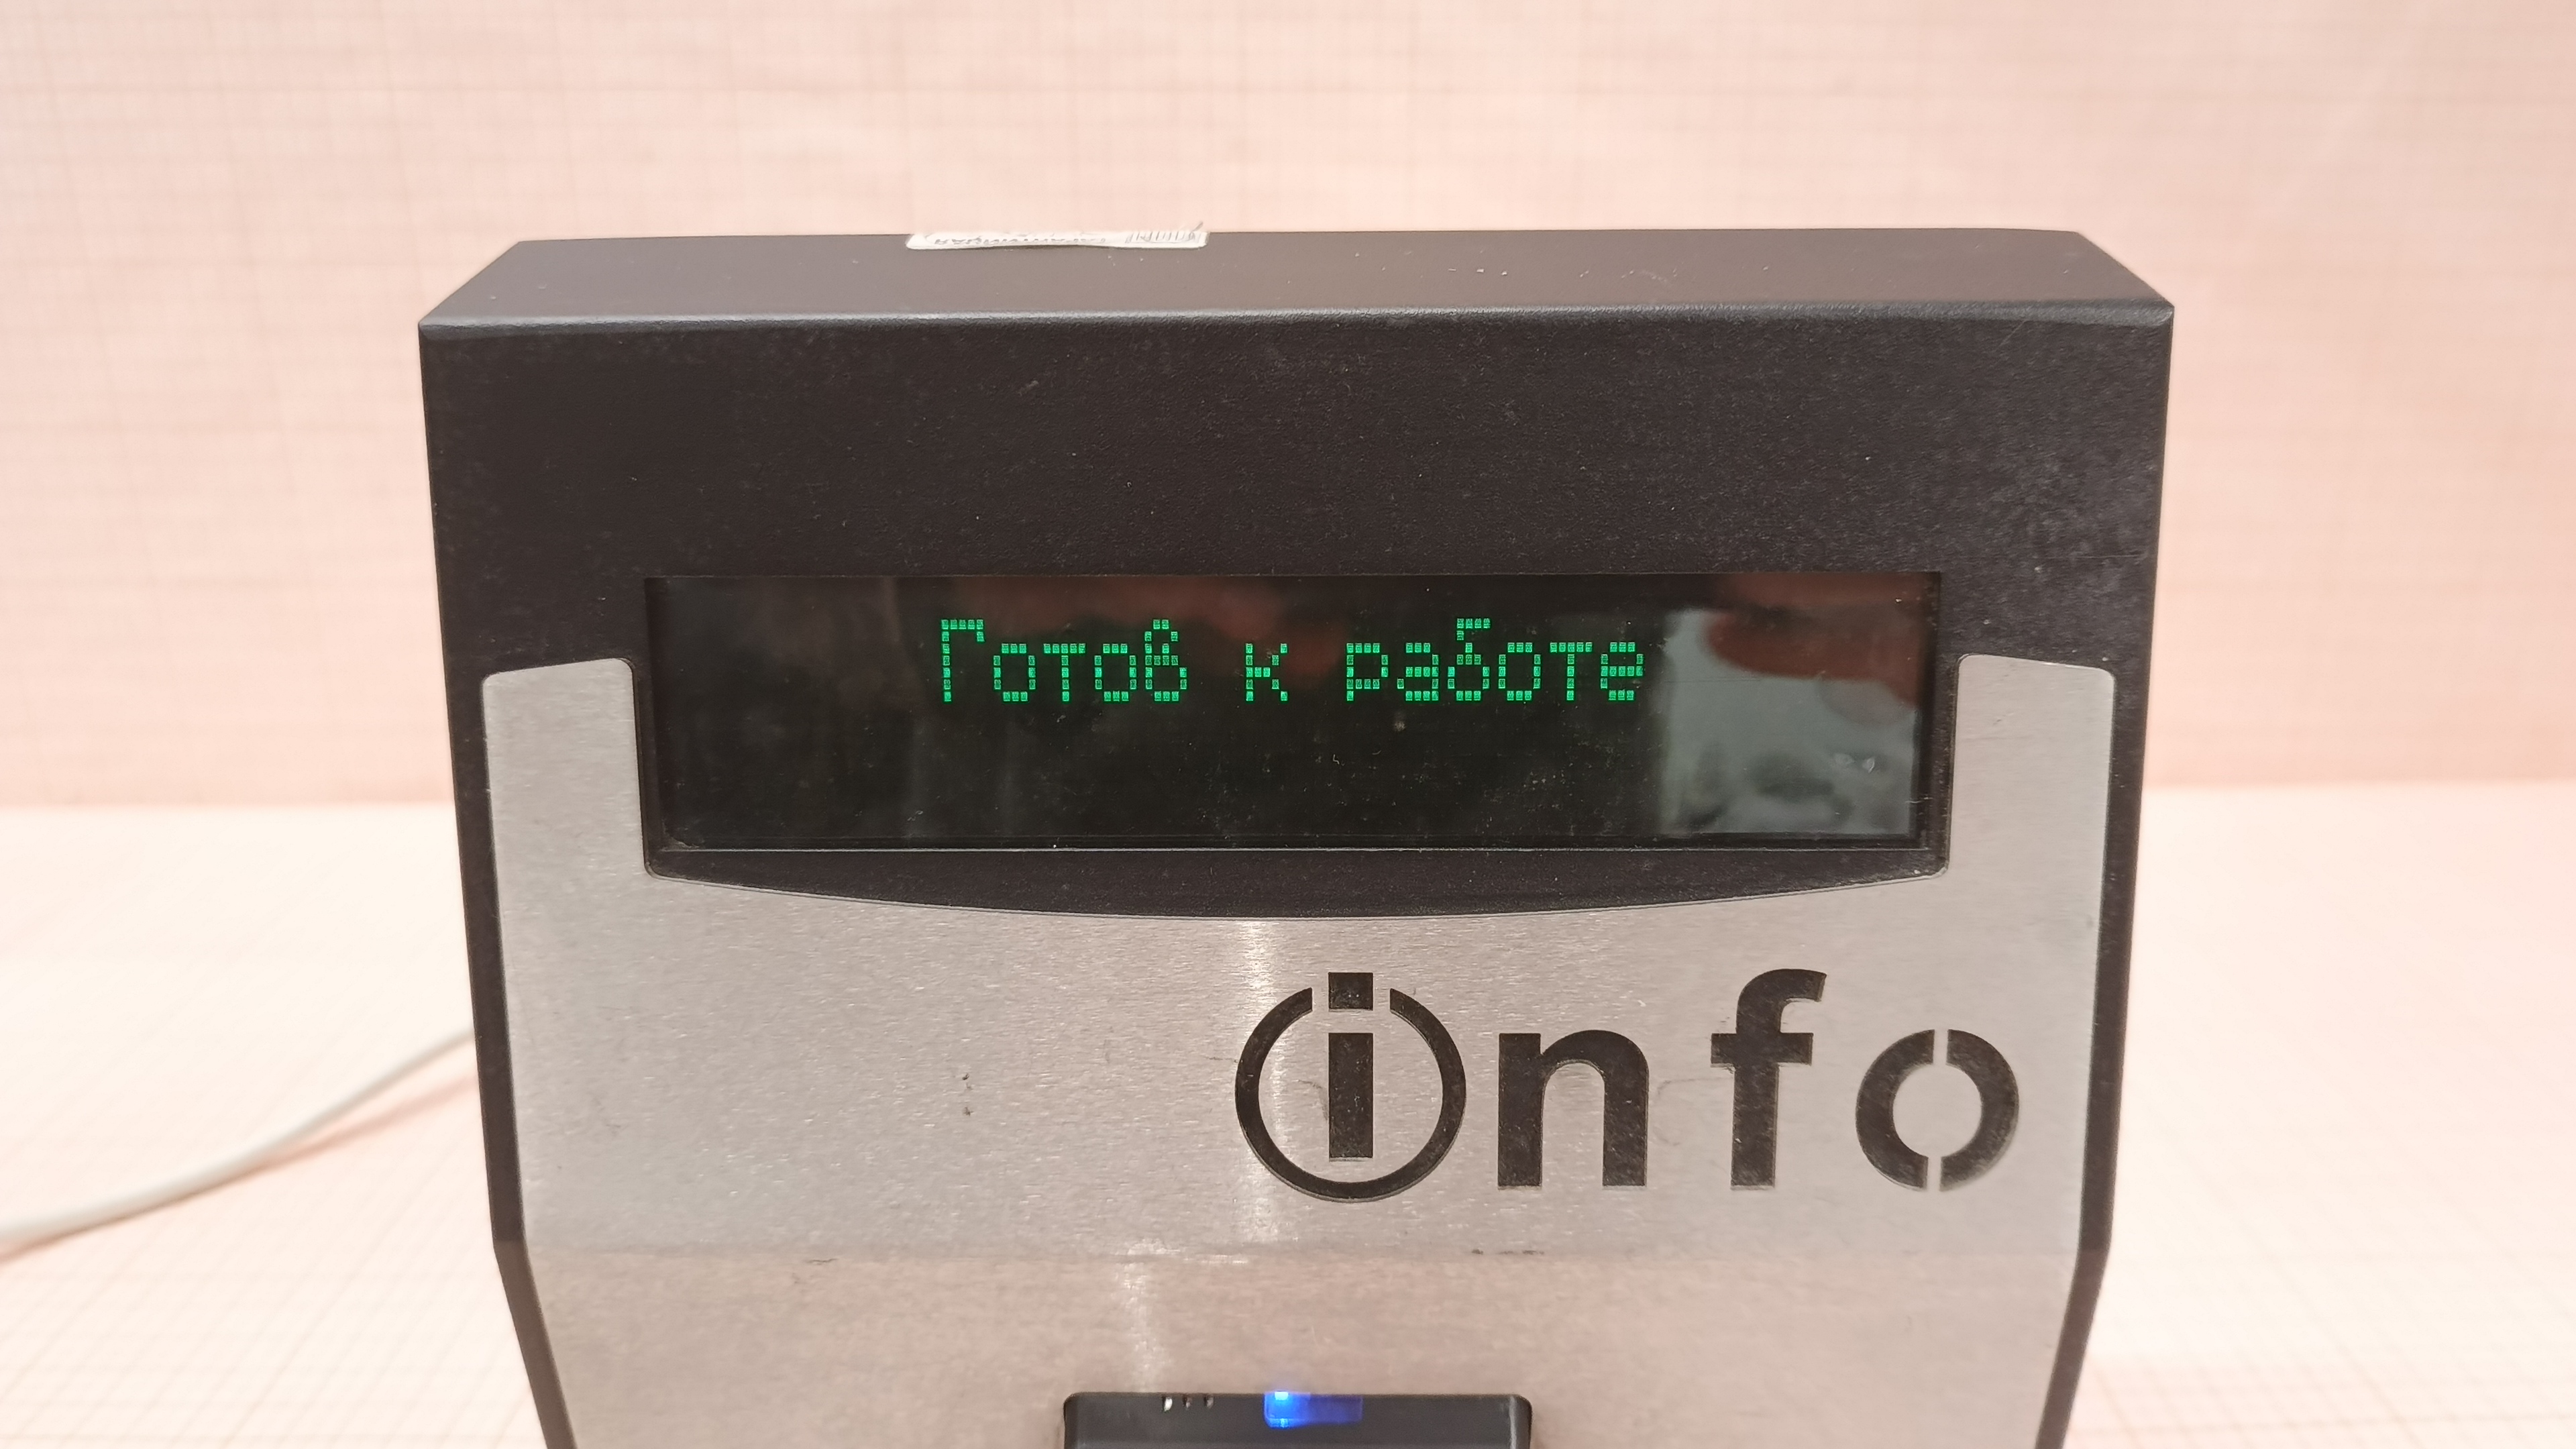 Готов к работе
info